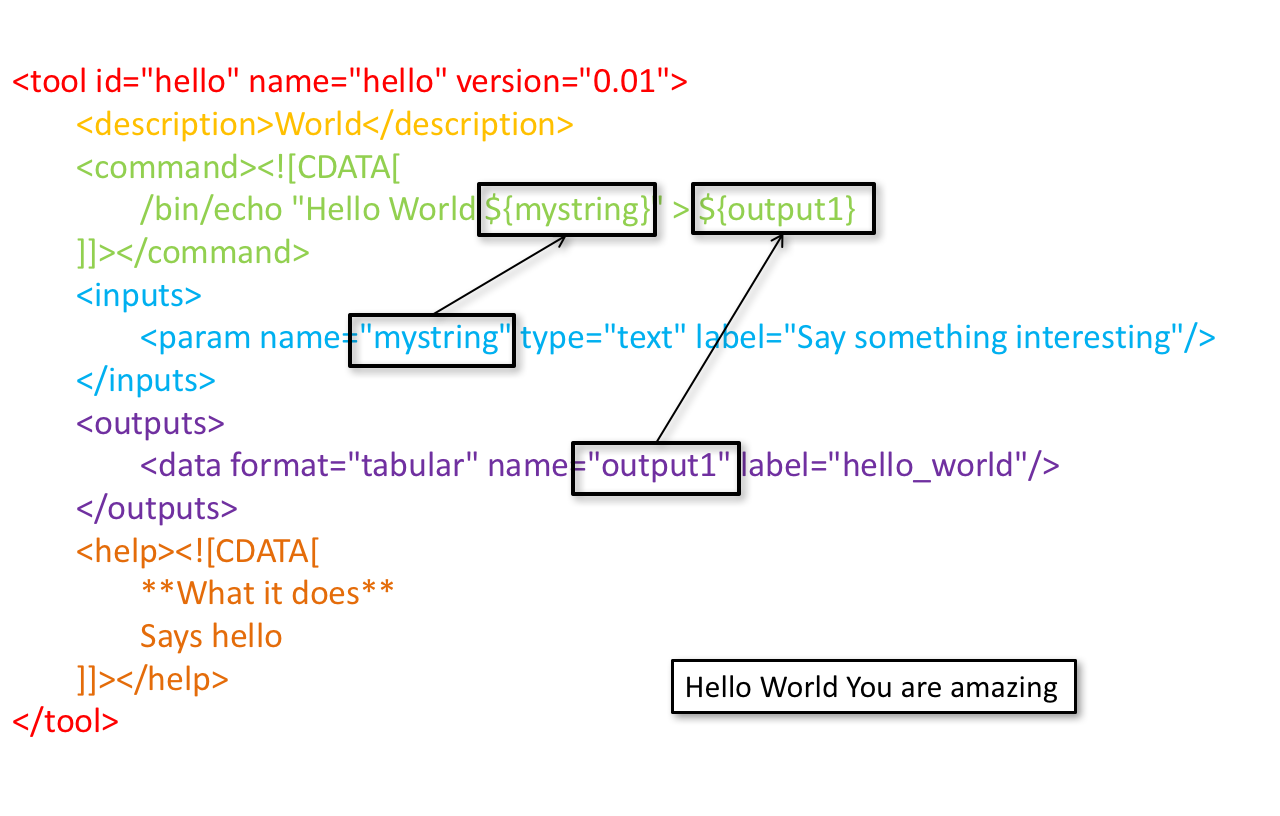 <tool id="hello" name="hello" version="0.01">
<description>World</description>
<command><![CDATA[
/bin/echo "Hello World ${mystring}" > ${output1}
]]></command>
<inputs>
<param name="mystring" type="text" label="Say something interesting"/>
</inputs>
<outputs>
<data format="tabular" name="output1" label="hello_world"/>
</outputs>
<help><![CDATA[
**What it does**
Says hello
]]></help>
Hello World You are amazing
</tool>